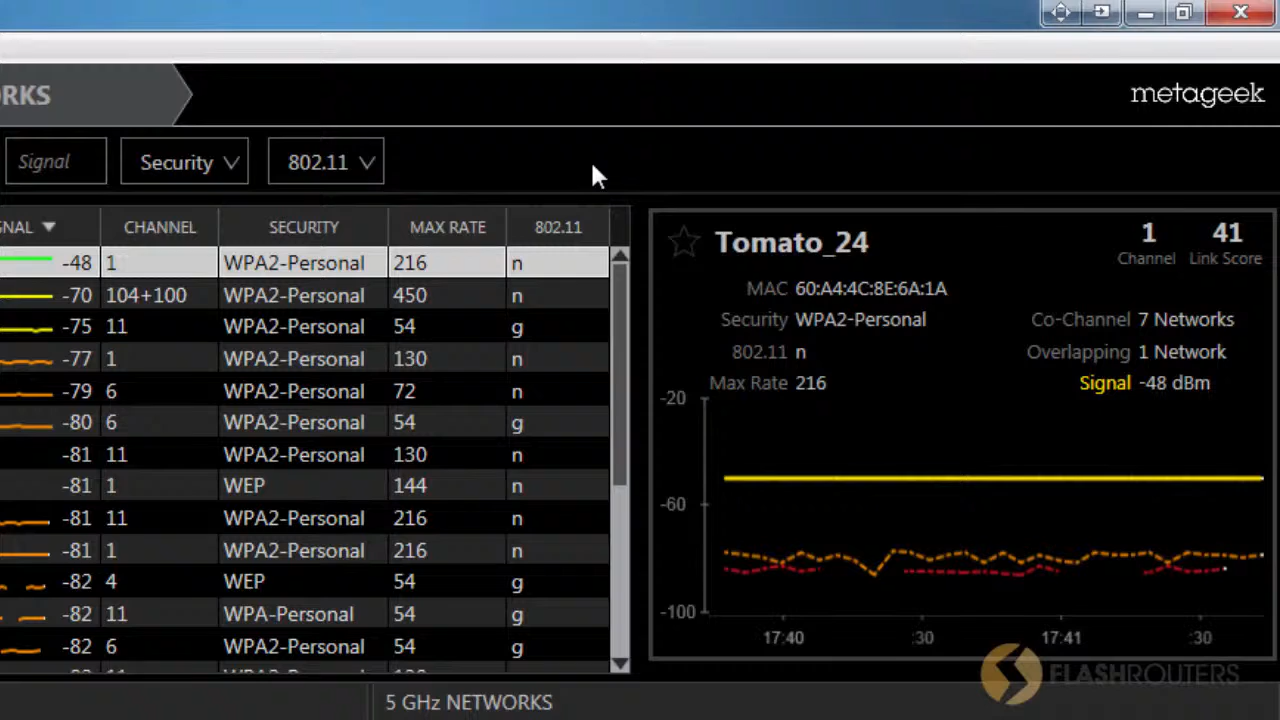 RKS
metageek
Signal Security 802.11
NAL CHANNEL SECURITY MAX RATE 802.11
-48 1 WPA2-Personal 216 n
-70 104+100 WPA2-Personal 450 n
-75 11 WPA2-Personal 54 g
-77 1 WPA2-Personal 130 n
-79 6 WPA2-Personal 72 n
-80 6 WPA2-Personal 54 g
-81 11 WPA2-Personal 130 n
-81 1 WEP 144 n
-81 11 WPA2-Personal 216 n
-81 1 WPA2-Personal 216 n
-82 4 WEP 54 g
-82 11 WPA-Personal 54 g
-82 6 WPA2-Personal 54 g
Tomato_24
1 41
Channel Link Score
MAC 60:A4:4C:8E:6A:1A
Security WPA2-Personal Co-Channel 7 Networks
802.11 n Overlapping 1 Network
Max Rate 216 Signal -48 dBm
-20
-60
-100
17:40 :30 17:41 :30
FLASHROUTERS
5 GHz NETWORKS